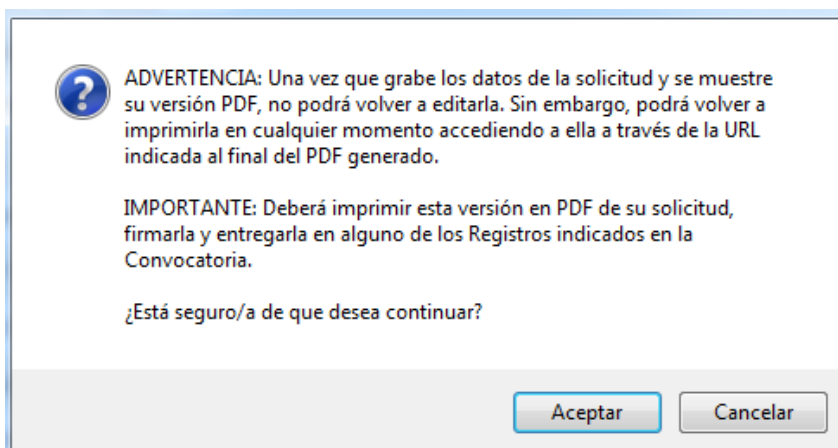 ADVERTENCIA: Una vez que grabe los datos de la solicitud y se muestre
su versión PDF, no podrá volver a editarla. Sin embargo, podrá volver a
imprimirla en cualquier momento accediendo a ella a través de la URL
indicada al final del PDF generado.
IMPORTANTE: Deberá imprimir esta versión en PDF de su solicitud,
firmarla y entregarla en alguno de los Registros indicados en la
Convocatoria.
¿Está seguro/a de que desea continuar?
Aceptar Cancelar